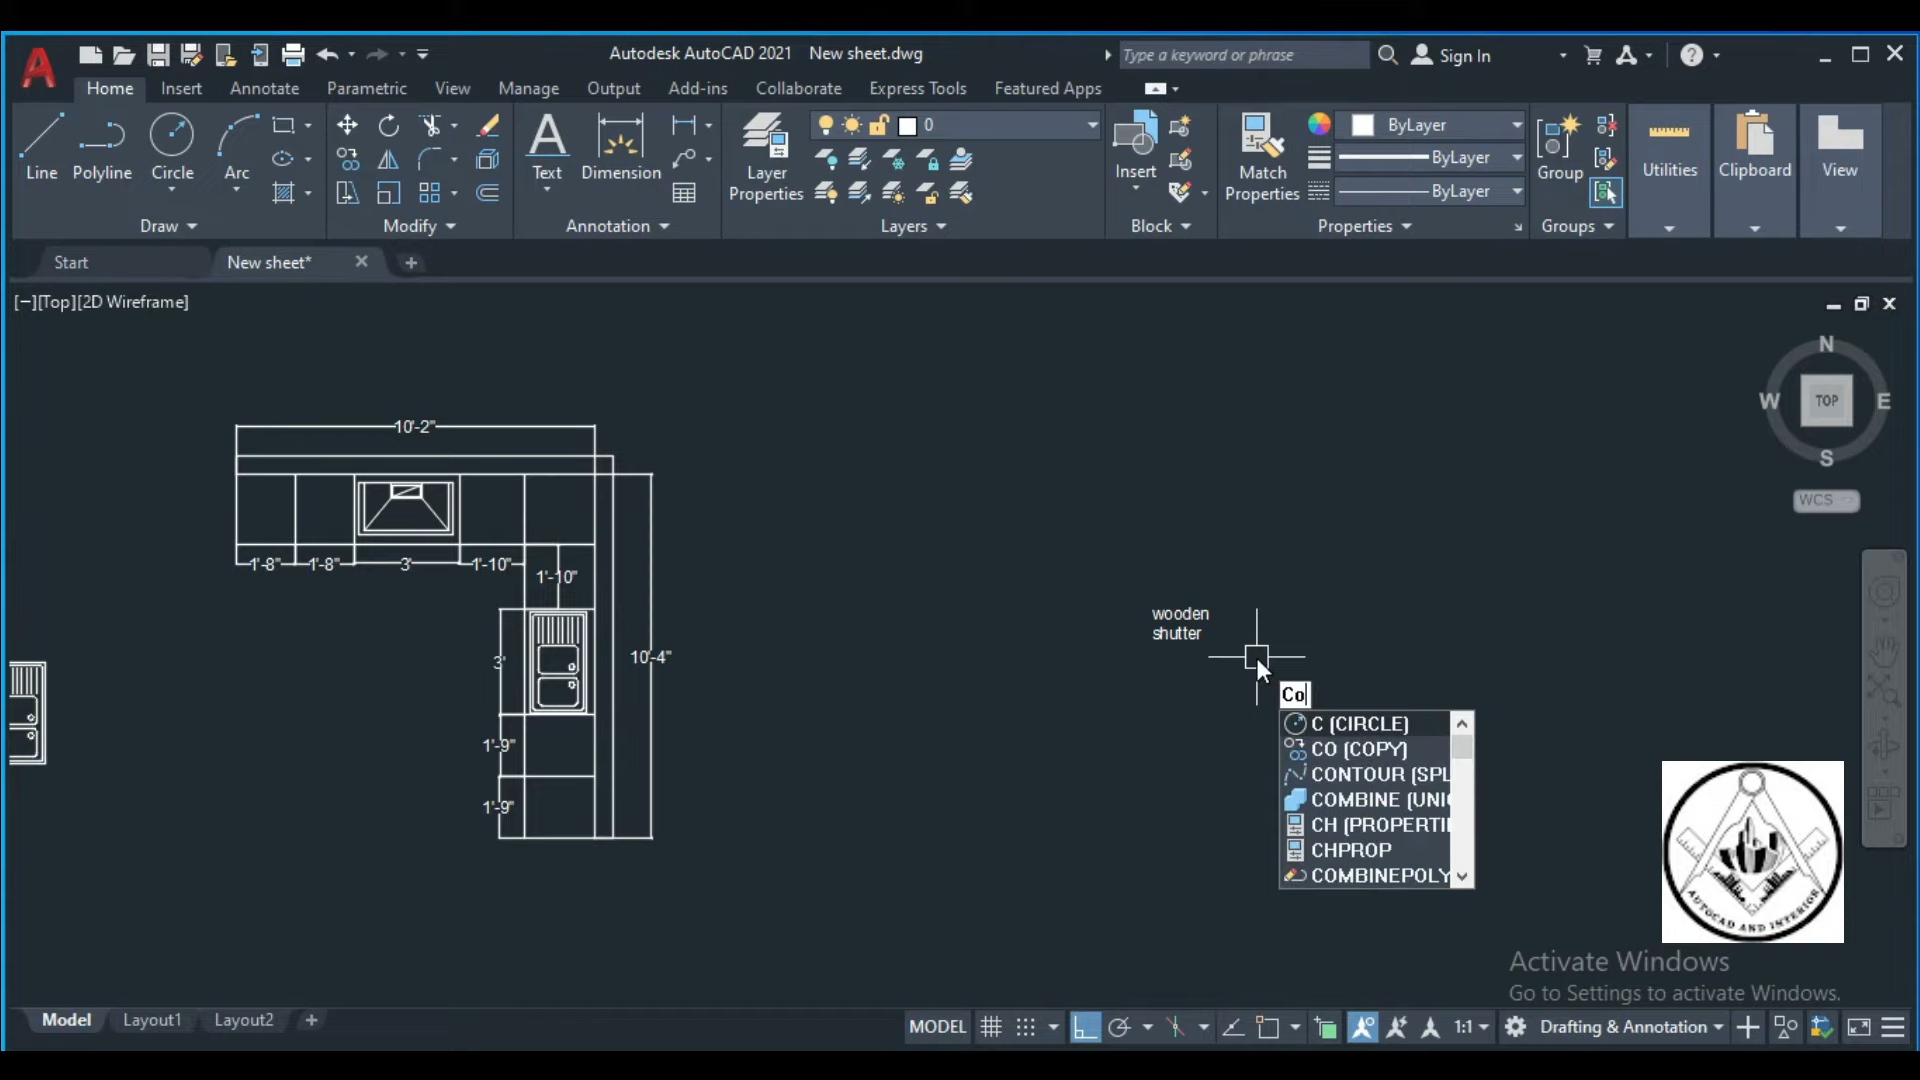 Autodesk AutoCAD 2021 New sheet.dwg
Type a keyword or phrase
Sign In
Home Insert Annotate Parametric View Manage Output Add-ins Collaborate Express Tools Featured Apps
Line Polyline Circle Arc
Text Dimension
Layer Properties
0
Insert
Match Properties
ByLayer
ByLayer
ByLayer
Group
Utilities
Clipboard
View
Draw Modify Annotation Layers Block Properties Groups
Start New sheet*
[−][Top][2D Wireframe]
N
W TOP E
S
WCS
10'-2"
1'-8" 1'-8" 3' 1'-10"
1'-10"
3'
10'-4"
1'-9"
1'-9"
wooden
shutter
Co
C (CIRCLE)
CO (COPY)
CONTOUR (SPL
COMBINE (UNI
CH (PROPERTI
CHPROP
COMBINEPOLY
AUTOCAD AND INTERIOR
Activate Windows
Go to Settings to activate Windows.
Model Layout1 Layout2
MODEL 1:1 Drafting & Annotation